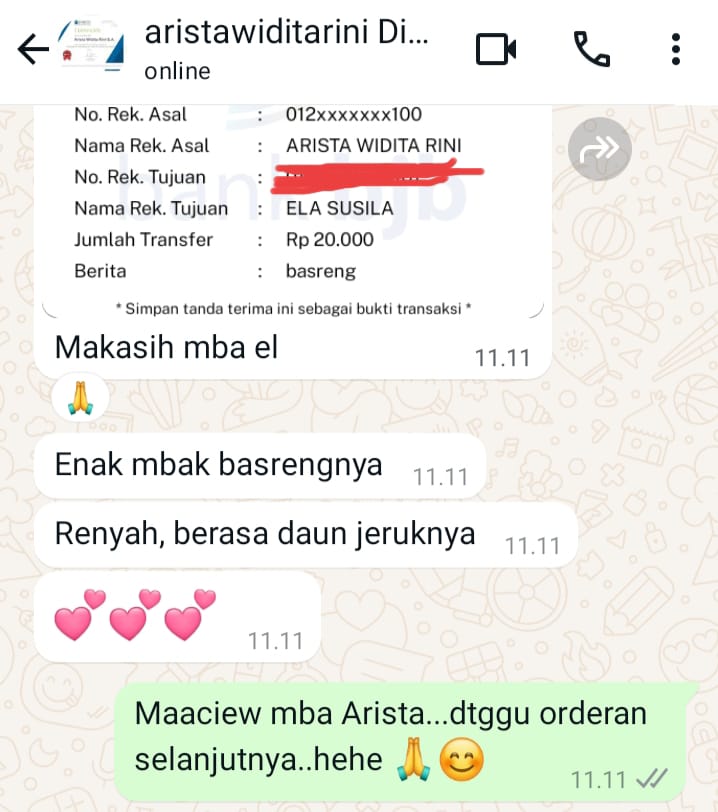 aristawiditarini Di...
online
No. Rek. Asal : 012xxxxxxx100
Nama Rek. Asal : ARISTA WIDITA RINI
No. Rek. Tujuan :
Nama Rek. Tujuan : ELA SUSILA
Jumlah Transfer : Rp 20.000
Berita : basreng
* Simpan tanda terima ini sebagai bukti transaksi *
Makasih mba el 11.11
🙏
Enak mbak basrengnya 11.11
Renyah, berasa daun jeruknya 11.11
💕💕💕 11.11
Maaciew mba Arista...dtggu orderan
selanjutnya..hehe 🙏😊 11.11